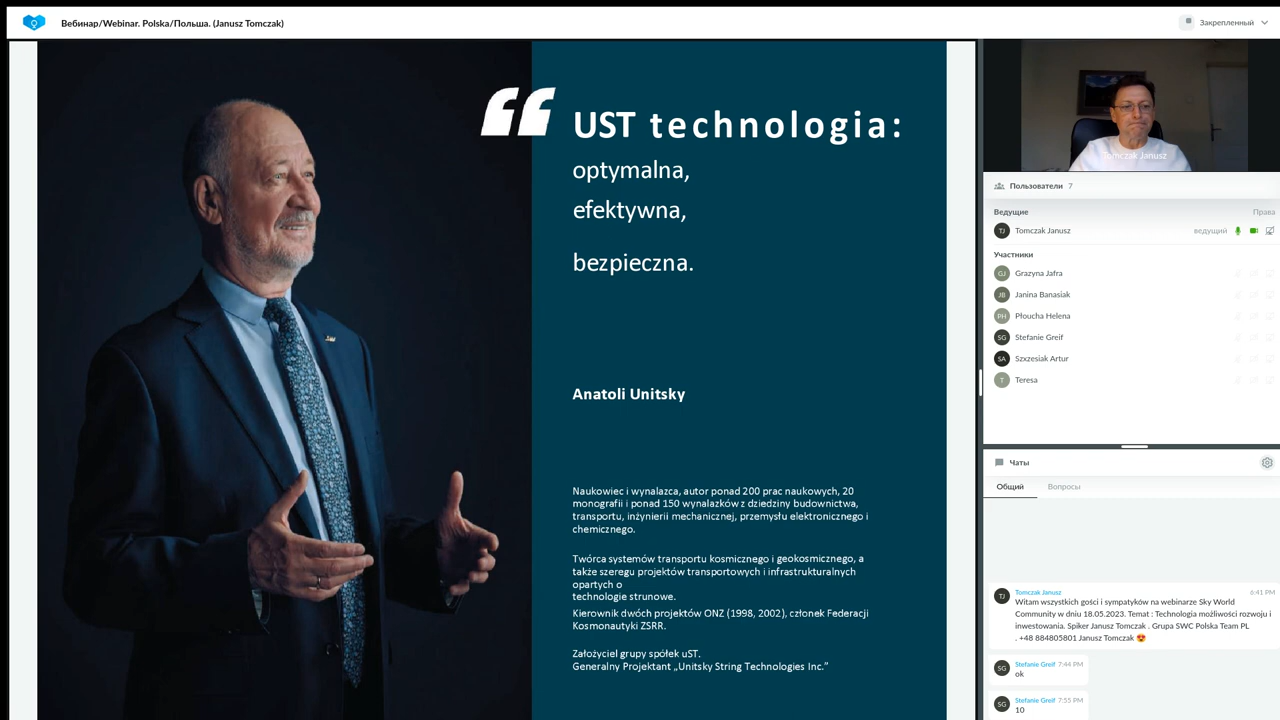 Вебинар/Webinar. Polska/Польша. (Janusz Tomczak)
Закрепленный
UST technologia:
optymalna,
efektywna,
bezpieczna.
Anatoli Unitsky
Naukowiec i wynalazca, autor ponad 200 prac naukowych, 20
monografii i ponad 150 wynalazków z dziedziny budownictwa,
transportu, inżynierii mechanicznej, przemysłu elektronicznego i
chemicznego.
Twórca systemów transportu kosmicznego i geokosmicznego, a
także szeregu projektów transportowych i infrastrukturalnych
opartych o
technologie strunowe.
Kierownik dwóch projektów ONZ (1998, 2002), członek Federacji
Kosmonautyki ZSRR.
Założyciel grupy spółek uST.
Generalny Projektant „Unitsky String Technologies Inc.”
Tomczak Janusz
Пользователи 7
Ведущие Права
TJ Tomczak Janusz ведущий
Участники
GJ Grazyna Jafra
JB Janina Banasiak
PH Płoucha Helena
SG Stefanie Greif
SA Szxzesiak Artur
T Teresa
Чаты
Общий Вопросы
TJ Tomczak Janusz 6:41 PM
Witam wszystkich gości i sympatyków na webinarze Sky World
Community w dniu 18.05.2023. Temat : Technologia możliwości rozwoju i
inwestowania. Spiker Janusz Tomczak . Grupa SWC Polska Team PL
. +48 884805801 Janusz Tomczak 😍
SG Stefanie Greif 7:44 PM
ok
SG Stefanie Greif 7:55 PM
10